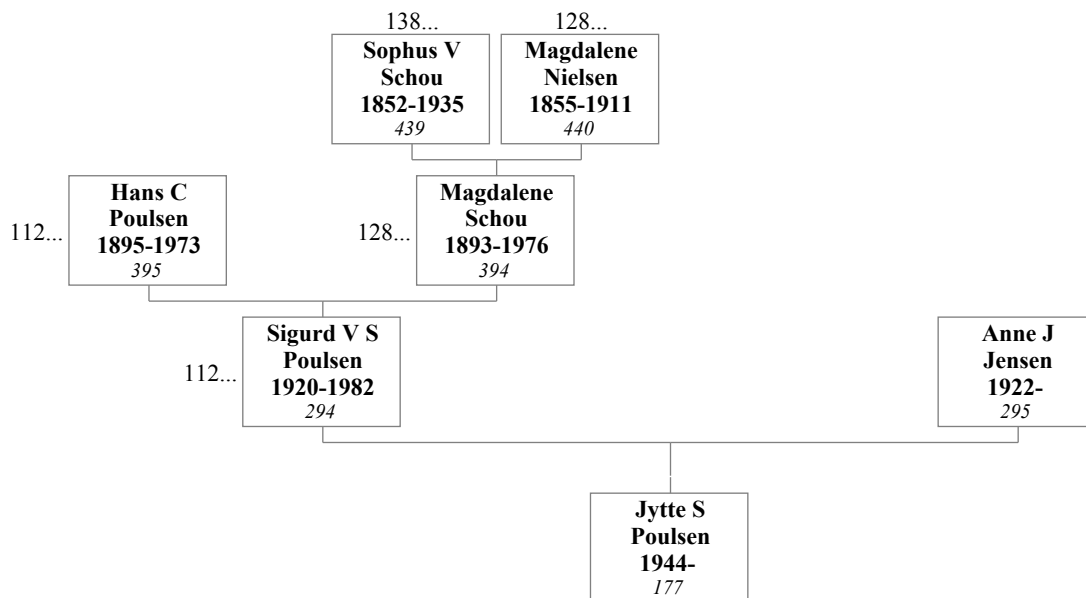 138...
128...
Sophus V
Schou
1852-1935
439
Magdalene
Nielsen
1855-1911
440
112...
Hans C
Poulsen
1895-1973
395
128...
Magdalene
Schou
1893-1976
394
112...
Sigurd V S
Poulsen
1920-1982
294
Anne J
Jensen
1922-
295
Jytte S
Poulsen
1944-
177